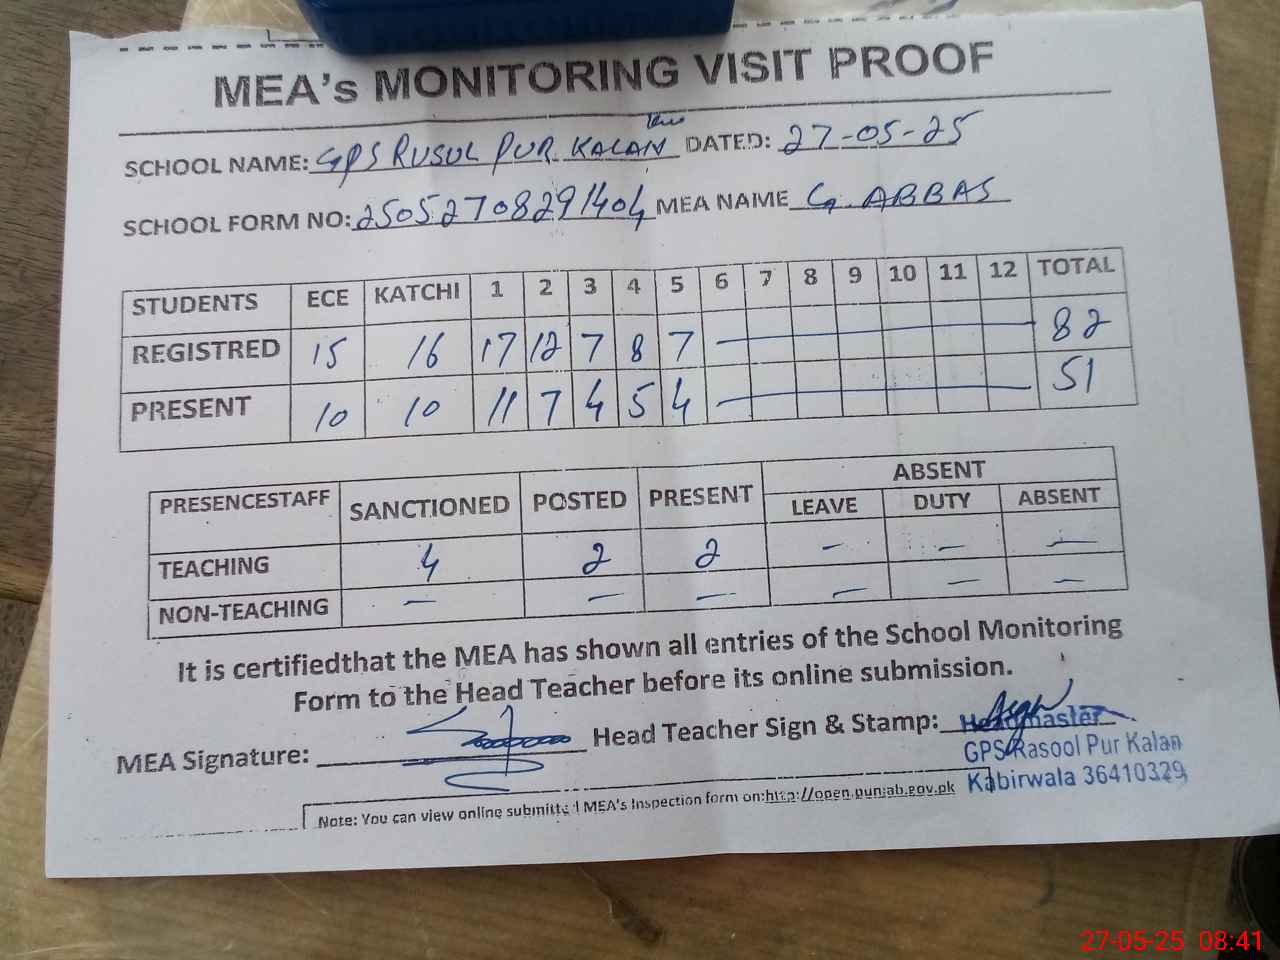 MEA's MONITORING VISIT PROOF
SCHOOL NAME: GPS RUSUL PUR KALAN DATED: 27-05-25
SCHOOL FORM NO: 250527082911404 MEA NAME G. ABBAS
STUDENTS ECE KATCHI 1 2 3 4 5 6 7 8 9 10 11 12 TOTAL
REGISTRED 15 16 17 12 7 8 7 — 82
PRESENT 10 10 11 7 4 5 4 — 51
ABSENT
PRESENCESTAFF SANCTIONED POSTED PRESENT LEAVE DUTY ABSENT
TEACHING 4 2 2 — — —
NON-TEACHING — — — — — —
It is certifiedthat the MEA has shown all entries of the School Monitoring
Form to the Head Teacher before its online submission.
MEA Signature: Head Teacher Sign & Stamp: Headmaster
GPS Rasool Pur Kalan
Kabirwala 36410329
Note: You can view online submitted MEA's Inspection form on:http://open.punjab.gov.pk
27-05-25 08:41